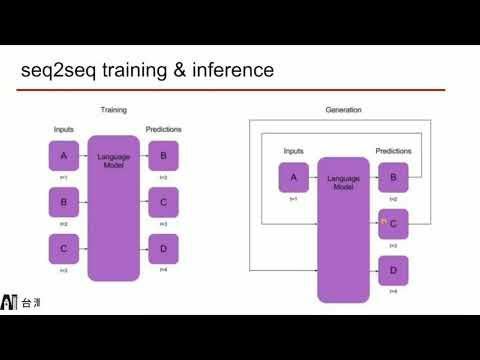 seq2seq training & inference
Training
Inputs
Predictions
A
t=1
B
t=2
C
t=3
Language
Model
B
t=2
C
t=3
D
t=4
Generation
Inputs
Predictions
A
t=1
Language
Model
B
t=2
C
t=3
D
t=4
AI 台灣